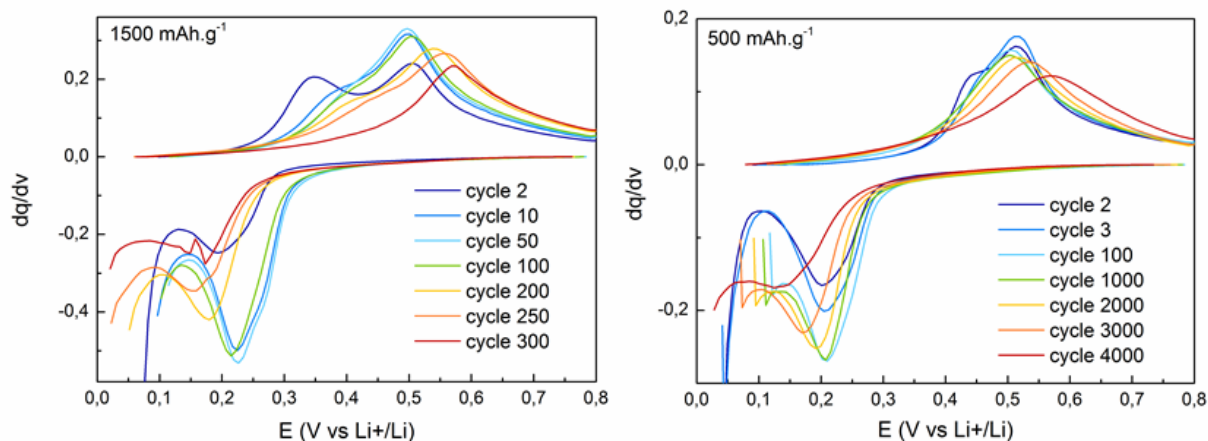 1500 mAh.g⁻¹
dq/dv
0,2
0,0
-0,2
-0,4
cycle 2
cycle 10
cycle 50
cycle 100
cycle 200
cycle 250
cycle 300
0,0 0,1 0,2 0,3 0,4 0,5 0,6 0,7 0,8
E (V vs Li+/Li)
500 mAh.g⁻¹
dq/dv
0,2
0,0
-0,2
cycle 2
cycle 3
cycle 100
cycle 1000
cycle 2000
cycle 3000
cycle 4000
0,0 0,1 0,2 0,3 0,4 0,5 0,6 0,7 0,8
E (V vs Li+/Li)